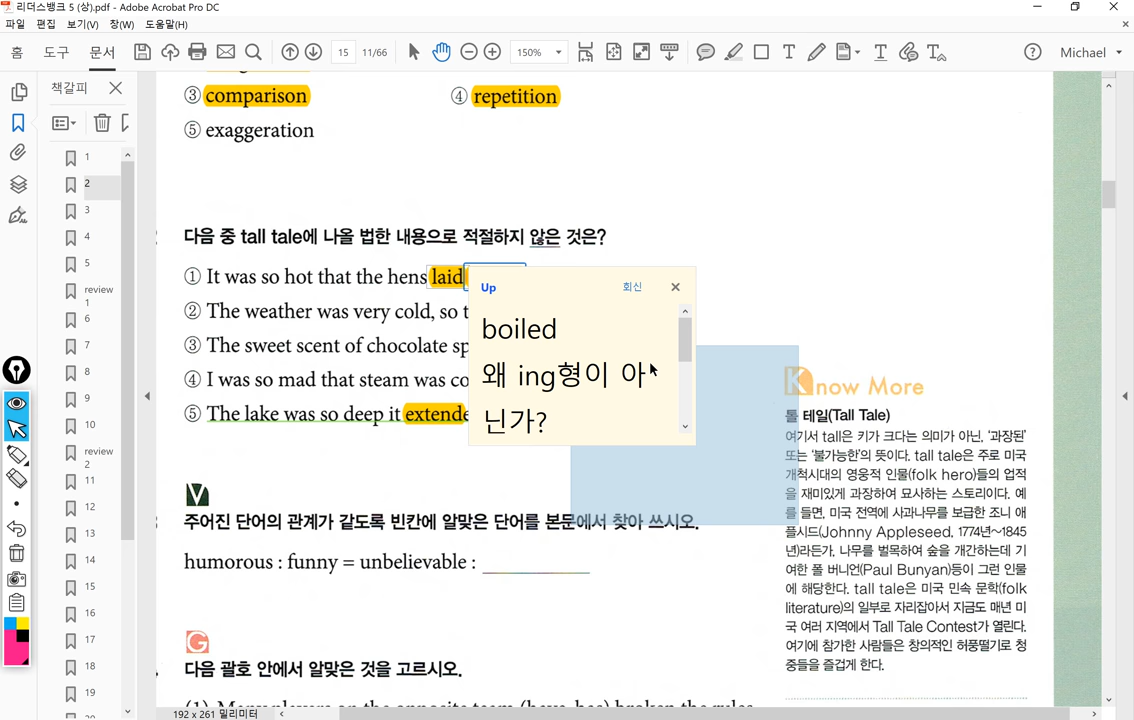 리더스뱅크 5 (상).pdf - Adobe Acrobat Pro DC
파일 편집 보기(V) 창(W) 도움말(H)
홈 도구 문서 15 11/66 150% Michael
책갈피
1
2
3
4
5
review 1
6
7
8
9
10
review 2
11
12
13
14
15
16
17
18
19
③ comparison ④ repetition
⑤ exaggeration
다음 중 tall tale에 나올 법한 내용으로 적절하지 않은 것은?
① It was so hot that the hens laid
② The weather was very cold, so
③ The sweet scent of chocolate
④ I was so mad that steam was
⑤ The lake was so deep it
Up 회신
boiled
왜 ing형이 아
닌가?
V
주어진 단어의 관계가 같도록 빈칸에 알맞은 단어를 본문에서 찾아 쓰시오.
humorous : funny = unbelievable :
G
다음 괄호 안에서 알맞은 것을 고르시오.
(1) Many players on the opposite team (have, has) broken the rules
Know More
톨 테일(Tall Tale)
여기서 tall은 키가 크다는 의미가 아닌, ‘과장된’
또는 ‘불가능한’의 뜻이다. tall tale은 주로 미국
개척시대의 영웅적 인물(folk hero)들의 업적
을 재미있게 과장하여 묘사하는 스토리이다. 예
를 들면, 미국 전역에 사과나무를 보급한 조니 애
플시드(Johnny Appleseed, 1774년~1845
년)라든가, 나무를 벌목하여 숲을 개간하는데 기
여한 폴 버니언(Paul Bunyan)등이 그런 인물
에 해당한다. tall tale은 미국 민속 문학(folk
literature)의 일부로 자리잡아서 지금도 매년 미
국 여러 지역에서 Tall Tale Contest가 열린다.
여기에 참가한 사람들은 창의적인 허풍떨기로 청
중들을 즐겁게 한다.
192 x 261 밀리미터